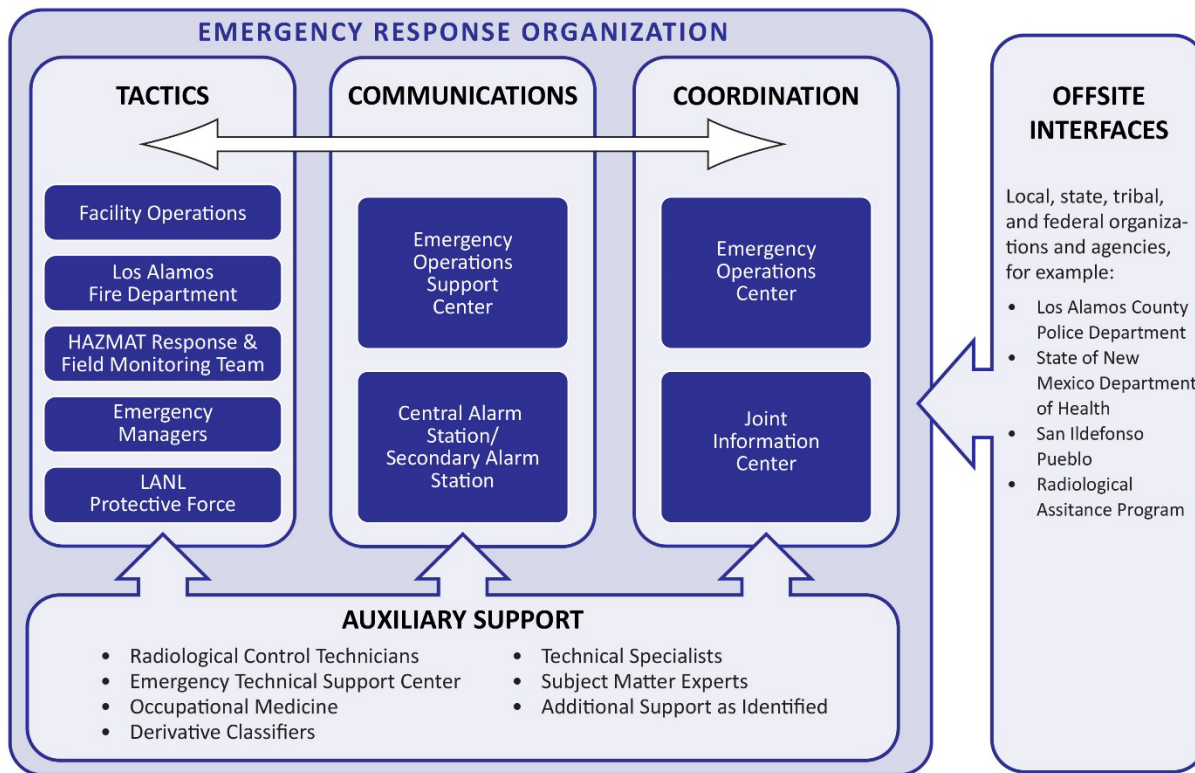 EMERGENCY RESPONSE ORGANIZATION
TACTICS
Facility Operations
Los Alamos
Fire Department
HAZMAT Response &
Field Monitoring Team
Emergency
Managers
LANL
Protective Force
COMMUNICATIONS
Emergency
Operations
Support
Center
Central Alarm
Station/
Secondary Alarm
Station
COORDINATION
Emergency
Operations
Center
Joint
Information
Center
AUXILIARY SUPPORT
• Radiological Control Technicians
• Emergency Technical Support Center
• Occupational Medicine
• Derivative Classifiers
• Technical Specialists
• Subject Matter Experts
• Additional Support as Identified
OFFSITE
INTERFACES
Local, state, tribal,
and federal organiza-
tions and agencies,
for example:
• Los Alamos County
Police Department
• State of New
Mexico Department
of Health
• San Ildefonso
Pueblo
• Radiological
Assitance Program